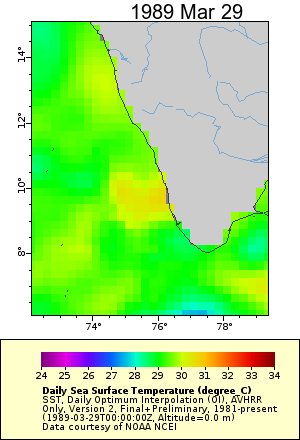 1989 Mar 29
14°
12°
10°
8°
74°
76°
78°
24 25 26 27 28 29 30 31 32 33 34
Daily Sea Surface Temperature (degree_C)
SST, Daily Optimum Interpolation (OI), AVHRR
Only, Version 2, Final+Preliminary, 1981-present
(1989-03-29T00:00:00Z, Altitude=0.0 m)
Data courtesy of NOAA NCEI